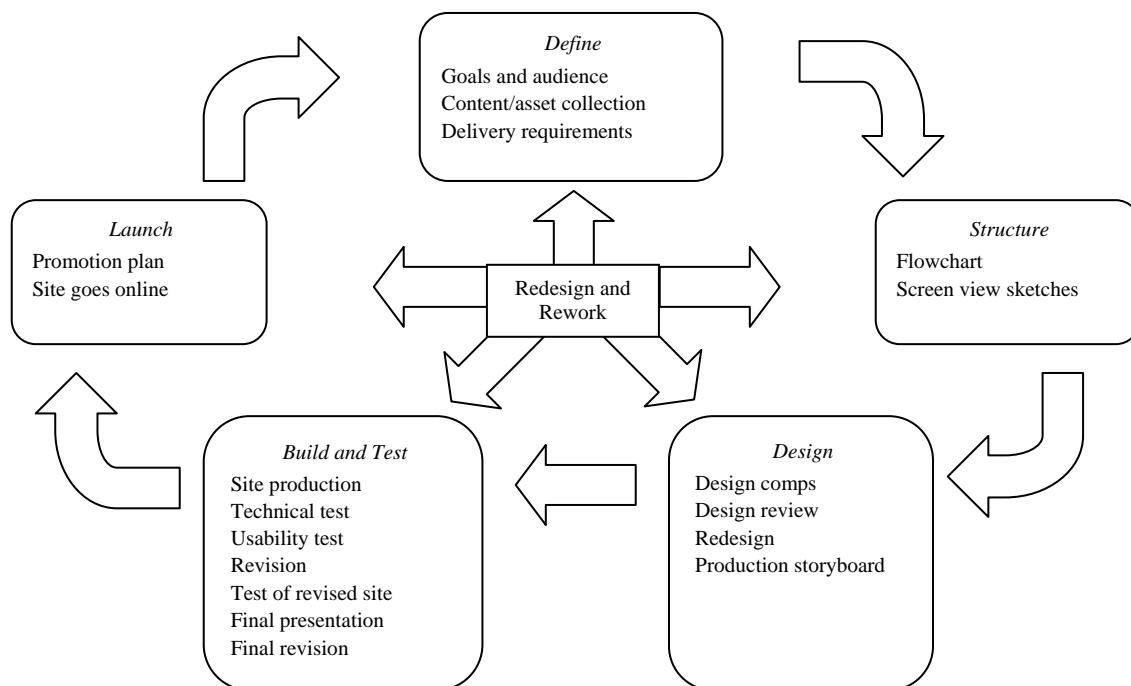 Define
Goals and audience
Content/asset collection
Delivery requirements
Launch
Promotion plan
Site goes online
Structure
Flowchart
Screen view sketches
Redesign and
Rework
Build and Test
Site production
Technical test
Usability test
Revision
Test of revised site
Final presentation
Final revision
Design
Design comps
Design review
Redesign
Production storyboard